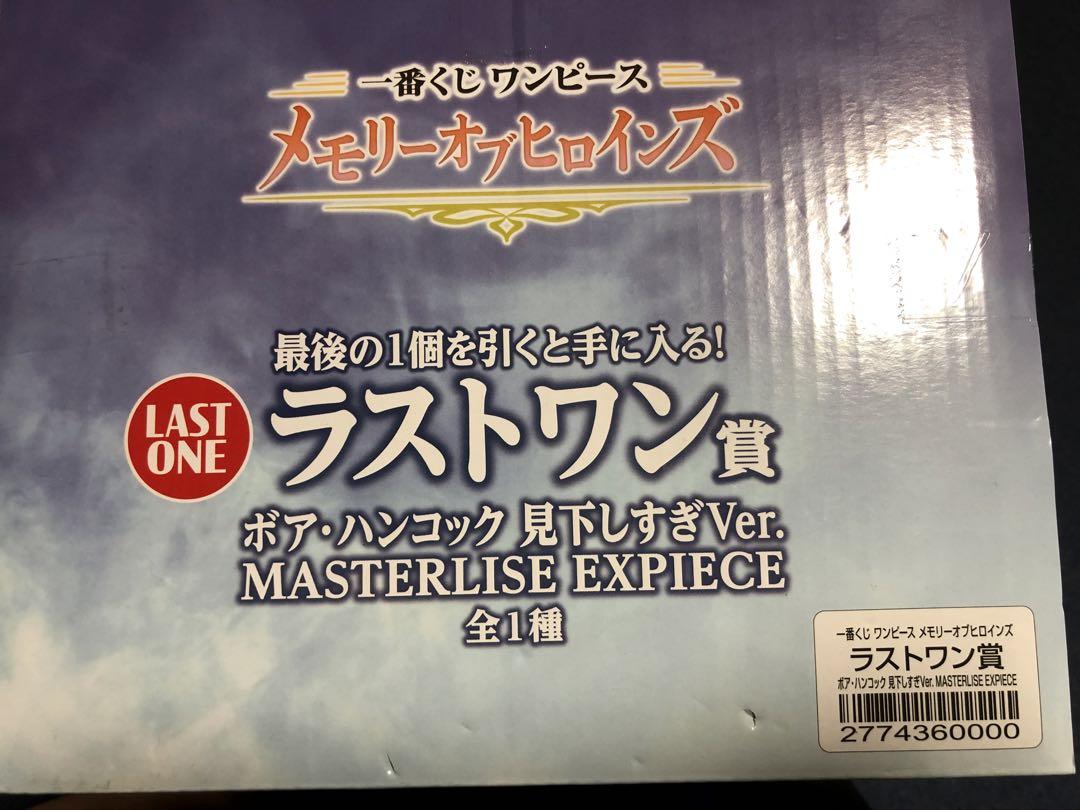 一番くじ ワンピース
メモリーオブヒロインズ
最後の1個を引くと手に入る!
LAST
ONE
ラストワン賞
ボア・ハンコック 見下しすぎVer.
MASTERLISE EXPIECE
全1種
一番くじ ワンピース メモリーオブヒロインズ
ラストワン賞
ボア・ハンコック 見下しすぎVer. MASTERLISE EXPIECE
2774360000